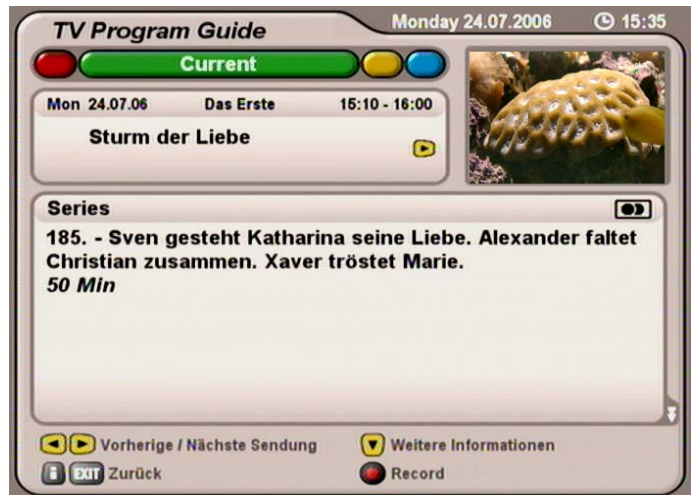 TV Program Guide
Monday 24.07.2006 15:35
Current
Mon 24.07.06 Das Erste 15:10 - 16:00
Sturm der Liebe
Series
185. - Sven gesteht Katharina seine Liebe. Alexander faltet
Christian zusammen. Xaver tröstet Marie.
50 Min
Vorherige / Nächste Sendung
Weitere Informationen
i EXIT Zurück
Record